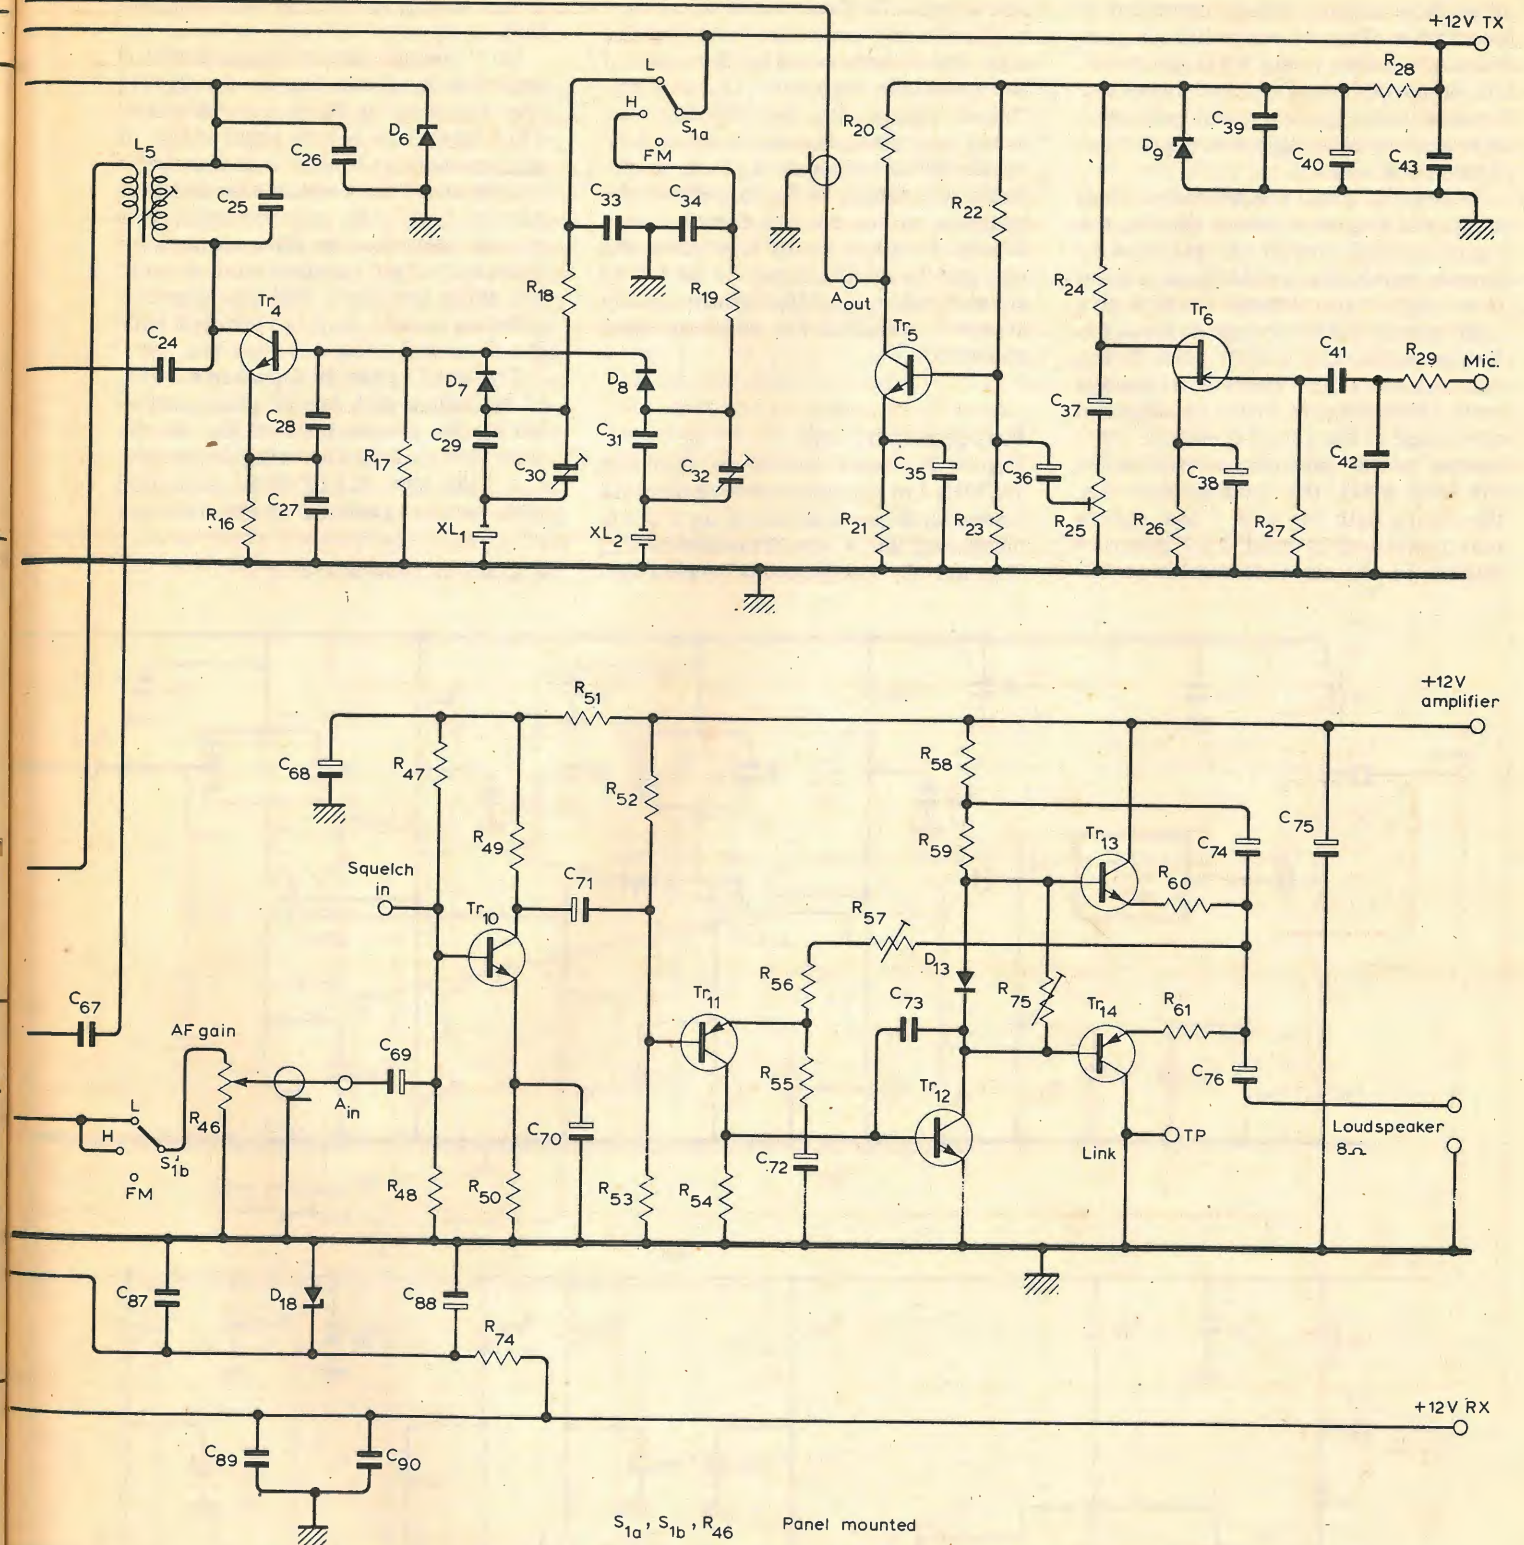 +12V TX
L
H
S1a
FM
R28
R20
D6
C26
L5
C25
C33
C34
R22
D9
C39
C40
C43
R18
R19
Aout
R24
Tr4
Tr5
Tr6
C24
C41
R29
Mic.
D7
D8
C28
R17
C29
C30
C31
C32
C37
C35
C36
C38
C42
R16
C27
XL1
XL2
R21
R23
R25
R26
R27
R51
+12V
amplifier
C68
R47
R52
R58
R49
R59
Tr13
C74
C75
Squelch
in
C71
R60
Tr10
R57
D13
R56
R75
Tr14
R61
C67
AF gain
Tr11
C73
C69
R55
C76
R46
Ain
Tr12
L
H
S1b
FM
C70
C72
Link
TP
Loudspeaker
8Ω
R48
R50
R53
R54
C87
D18
C88
R74
+12V RX
C89
C90
S1a, S1b, R46 Panel mounted